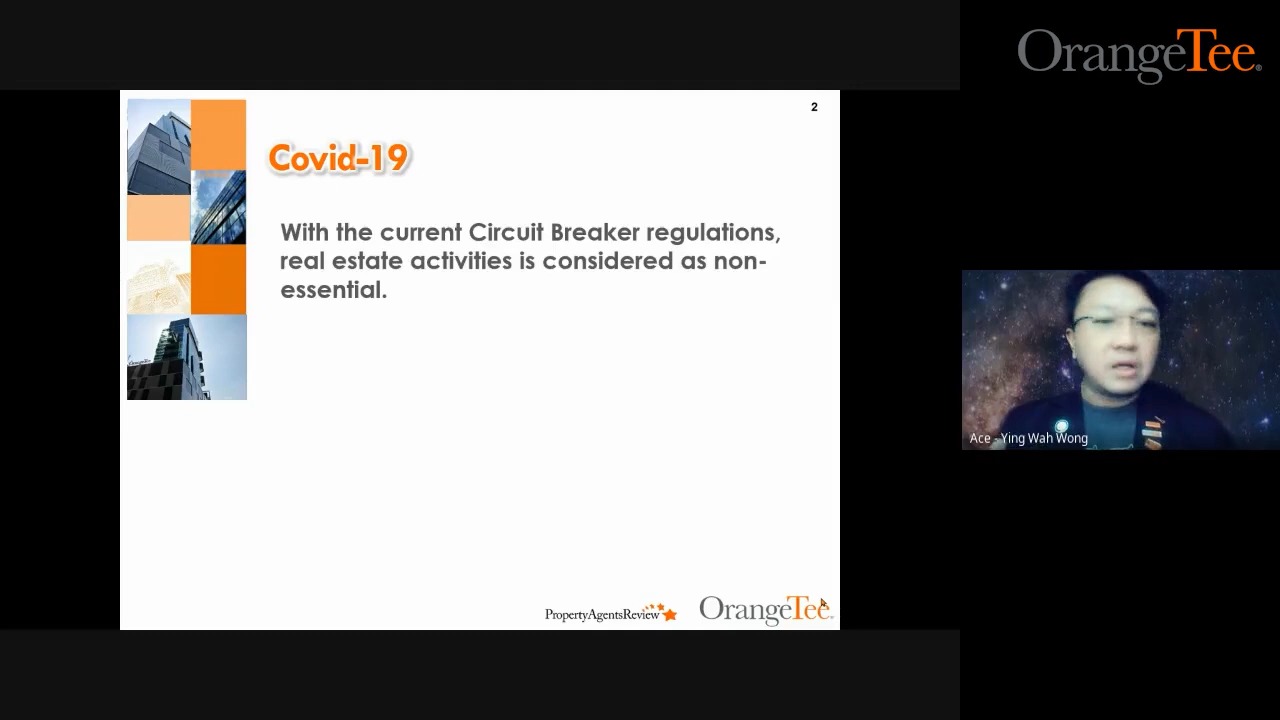 OrangeTee
2
Covid-19
With the current Circuit Breaker regulations,
real estate activities is considered as non-
essential.
Ace - Ying Wah Wong
PropertyAgentsReview
OrangeTee